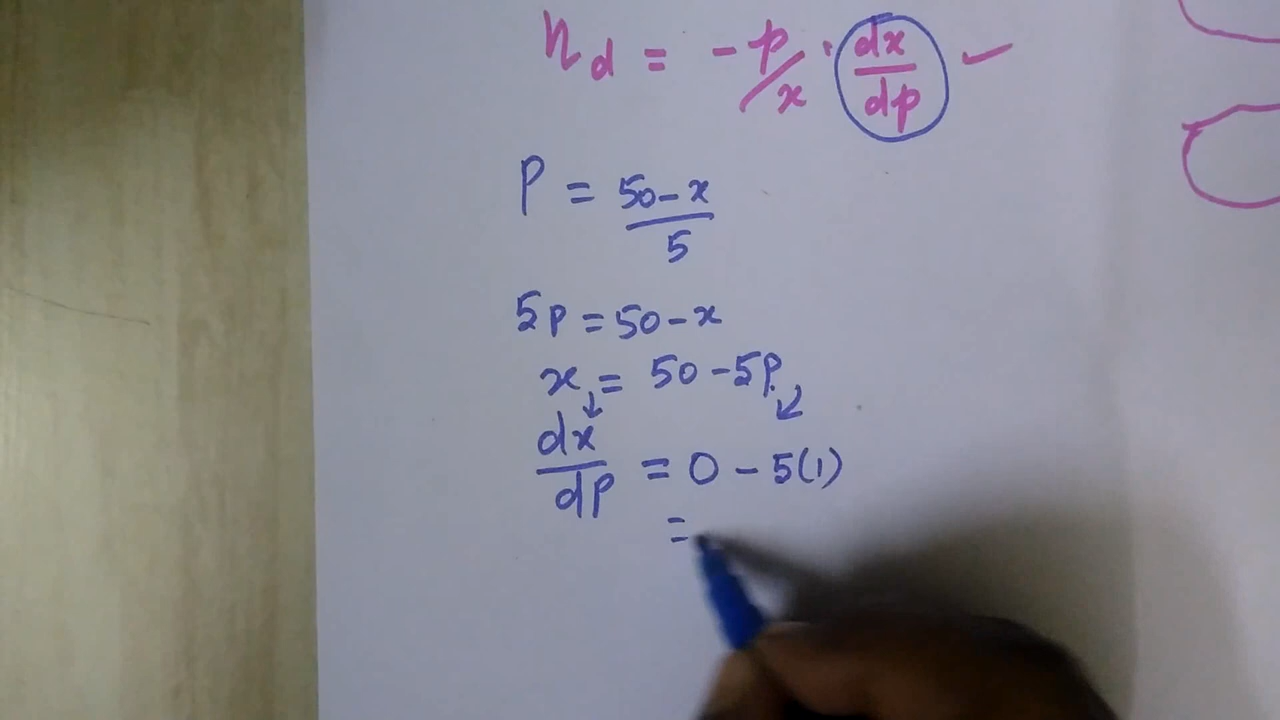 η_d = -p/x · dx/dp
P = 50-x/5
5P = 50-x
x = 50-5p
dx/dp = 0-5(1)
=